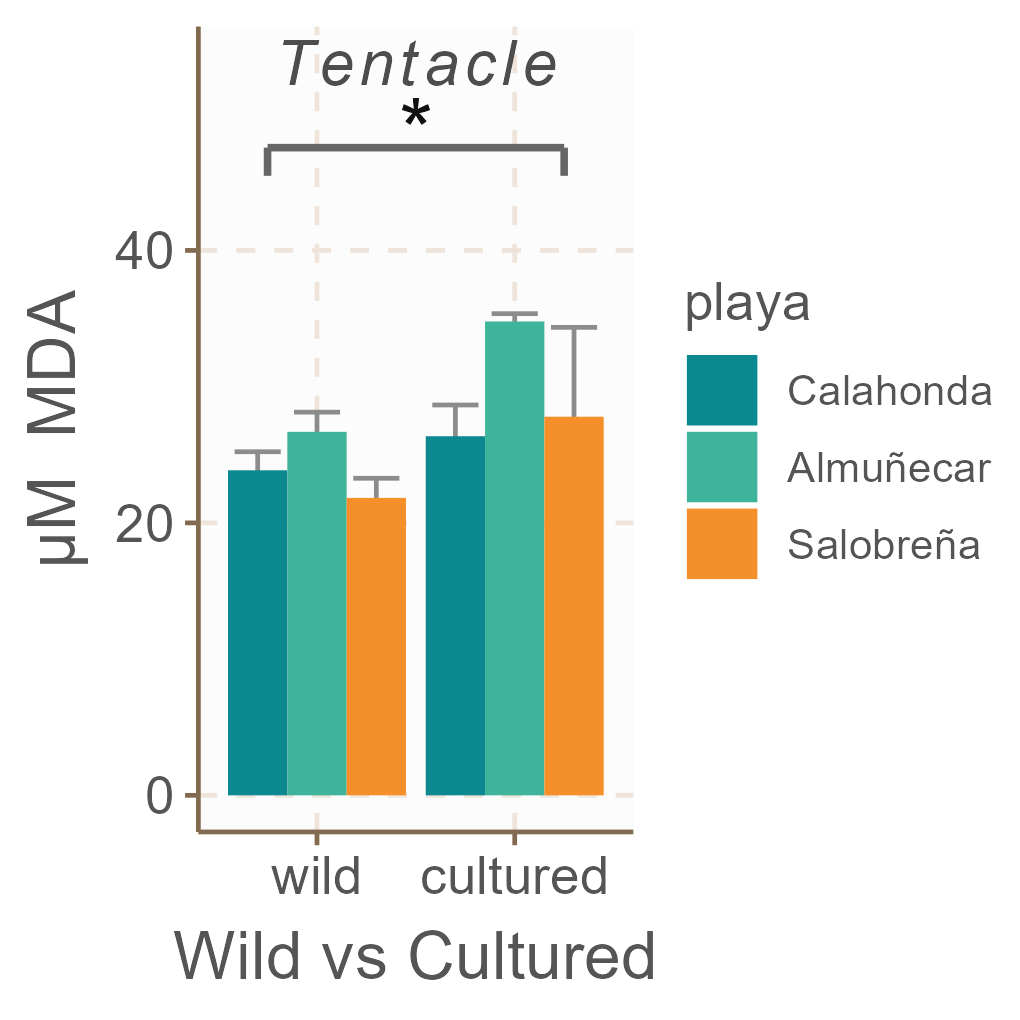 Tentacle
*
40
20
0
µM MDA
wild
cultured
Wild vs Cultured
playa
Calahonda
Almuñecar
Salobreña